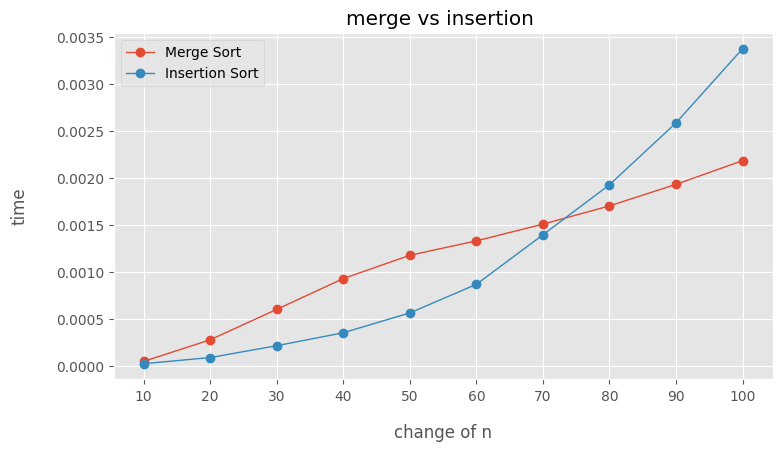 merge vs insertion
Merge Sort
Insertion Sort
0.0035
0.0030
0.0025
0.0020
0.0015
0.0010
0.0005
0.0000
time
10 20 30 40 50 60 70 80 90 100
change of n